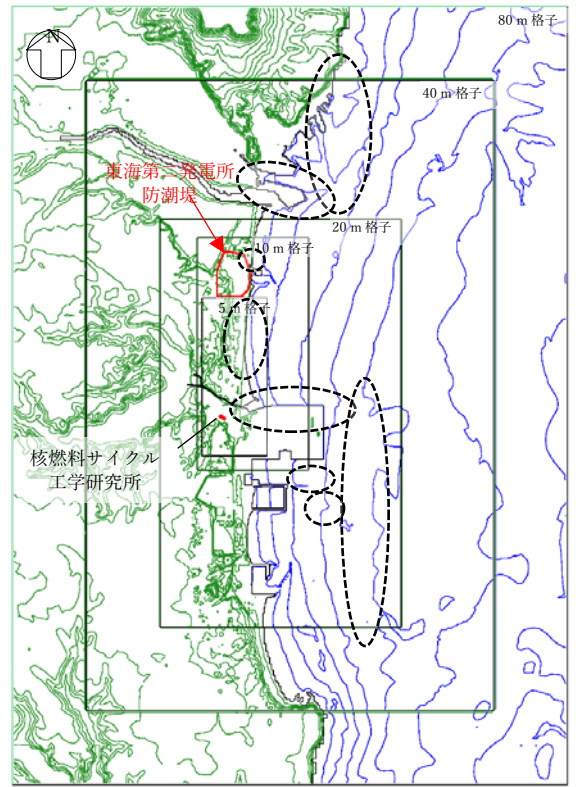 80 m 格子
N
40 m 格子
東海第二発電所
防潮堤
20 m 格子
10 m 格子
5 m 格子
核燃料サイクル
工学研究所